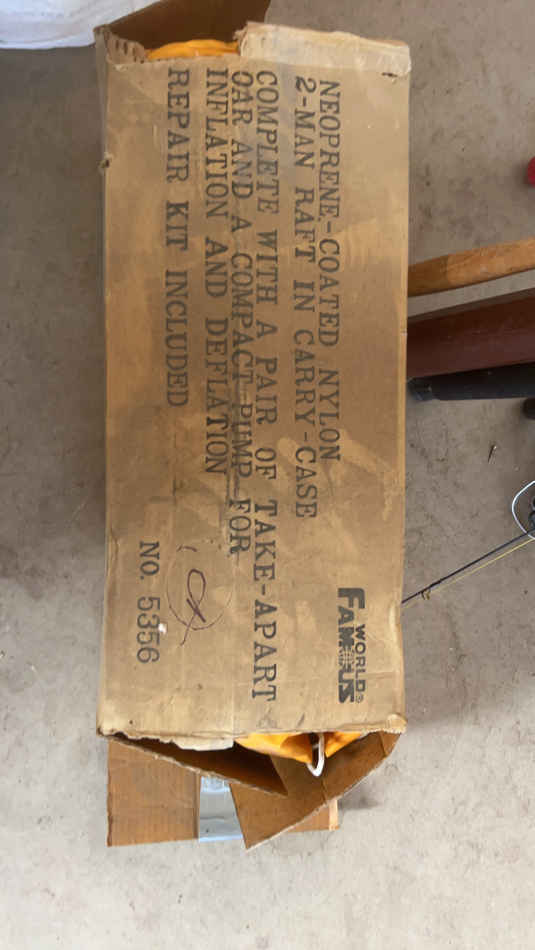 WORLD®
FAMOUS
NEOPRENE-COATED NYLON
2-MAN RAFT IN CARRY-CASE
COMPLETE WITH A PAIR OF TAKE-APART
OAR AND A COMPACT PUMP FOR
INFLATION AND DEFLATION
REPAIR KIT INCLUDED
NO. 5356